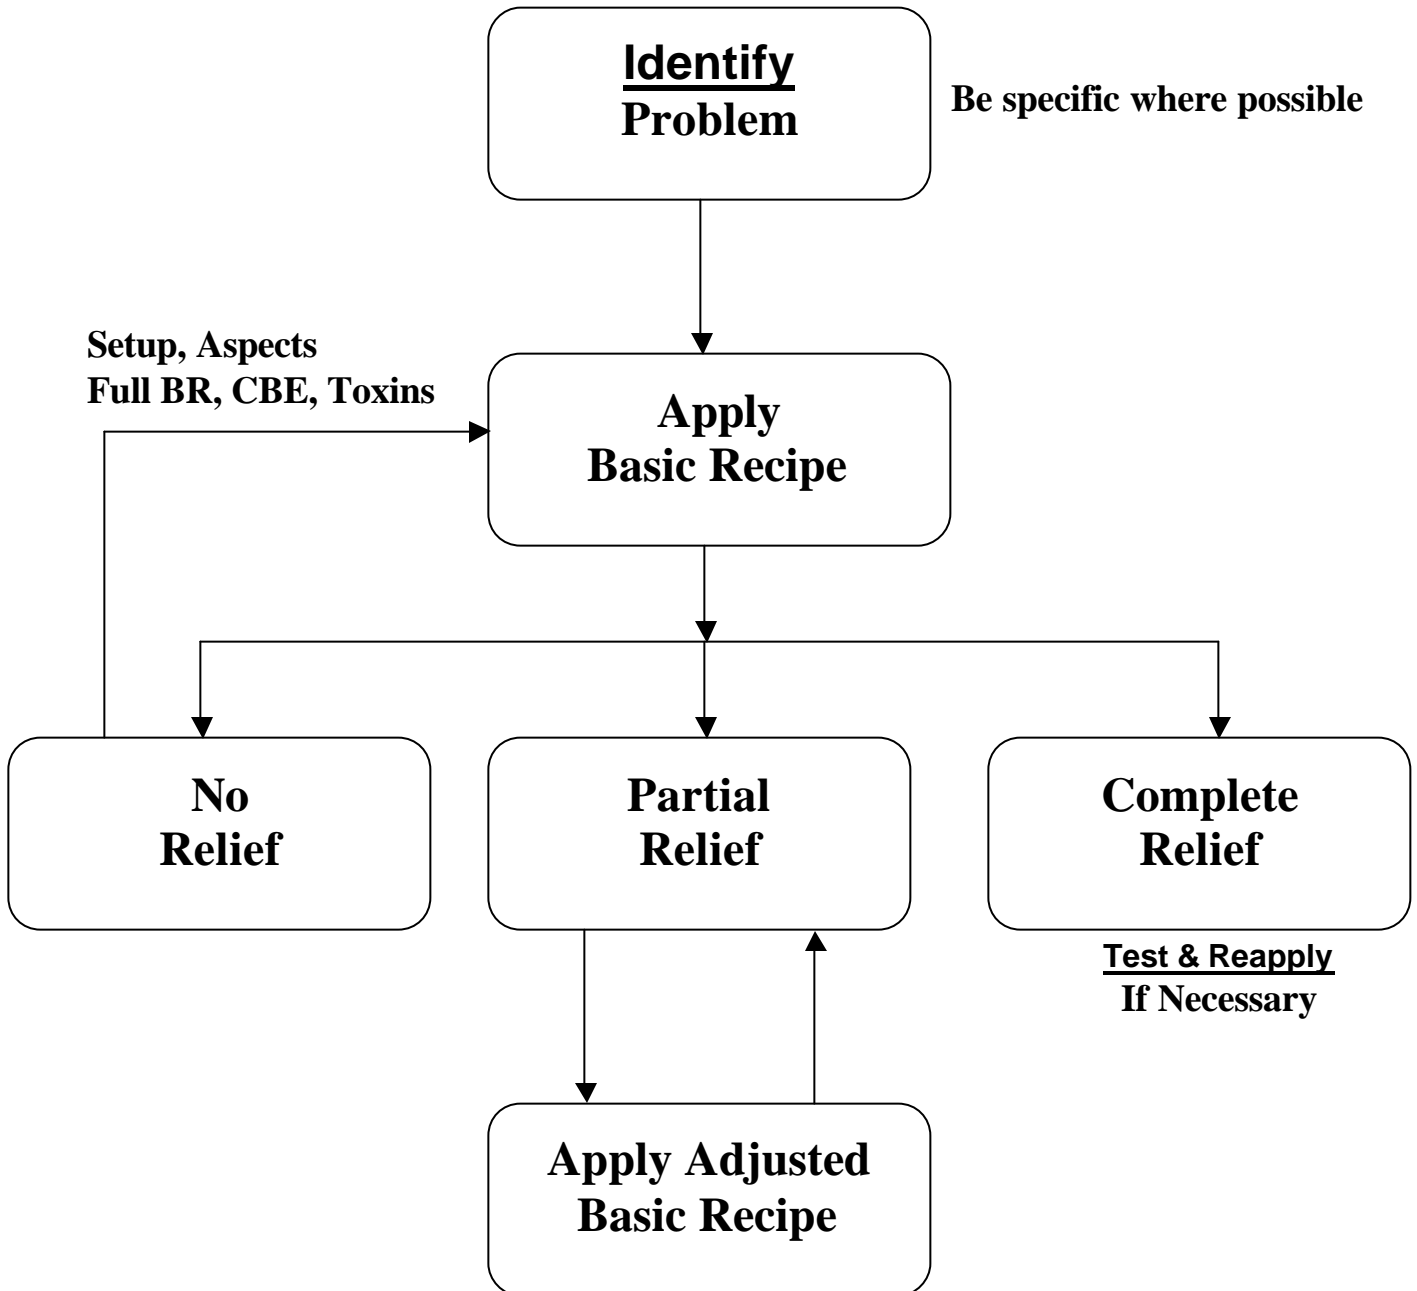 Identify
Problem
Be specific where possible
Setup, Aspects
Full BR, CBE, Toxins
Apply
Basic Recipe
No
Relief
Partial
Relief
Complete
Relief
Test & Reapply
If Necessary
Apply Adjusted
Basic Recipe